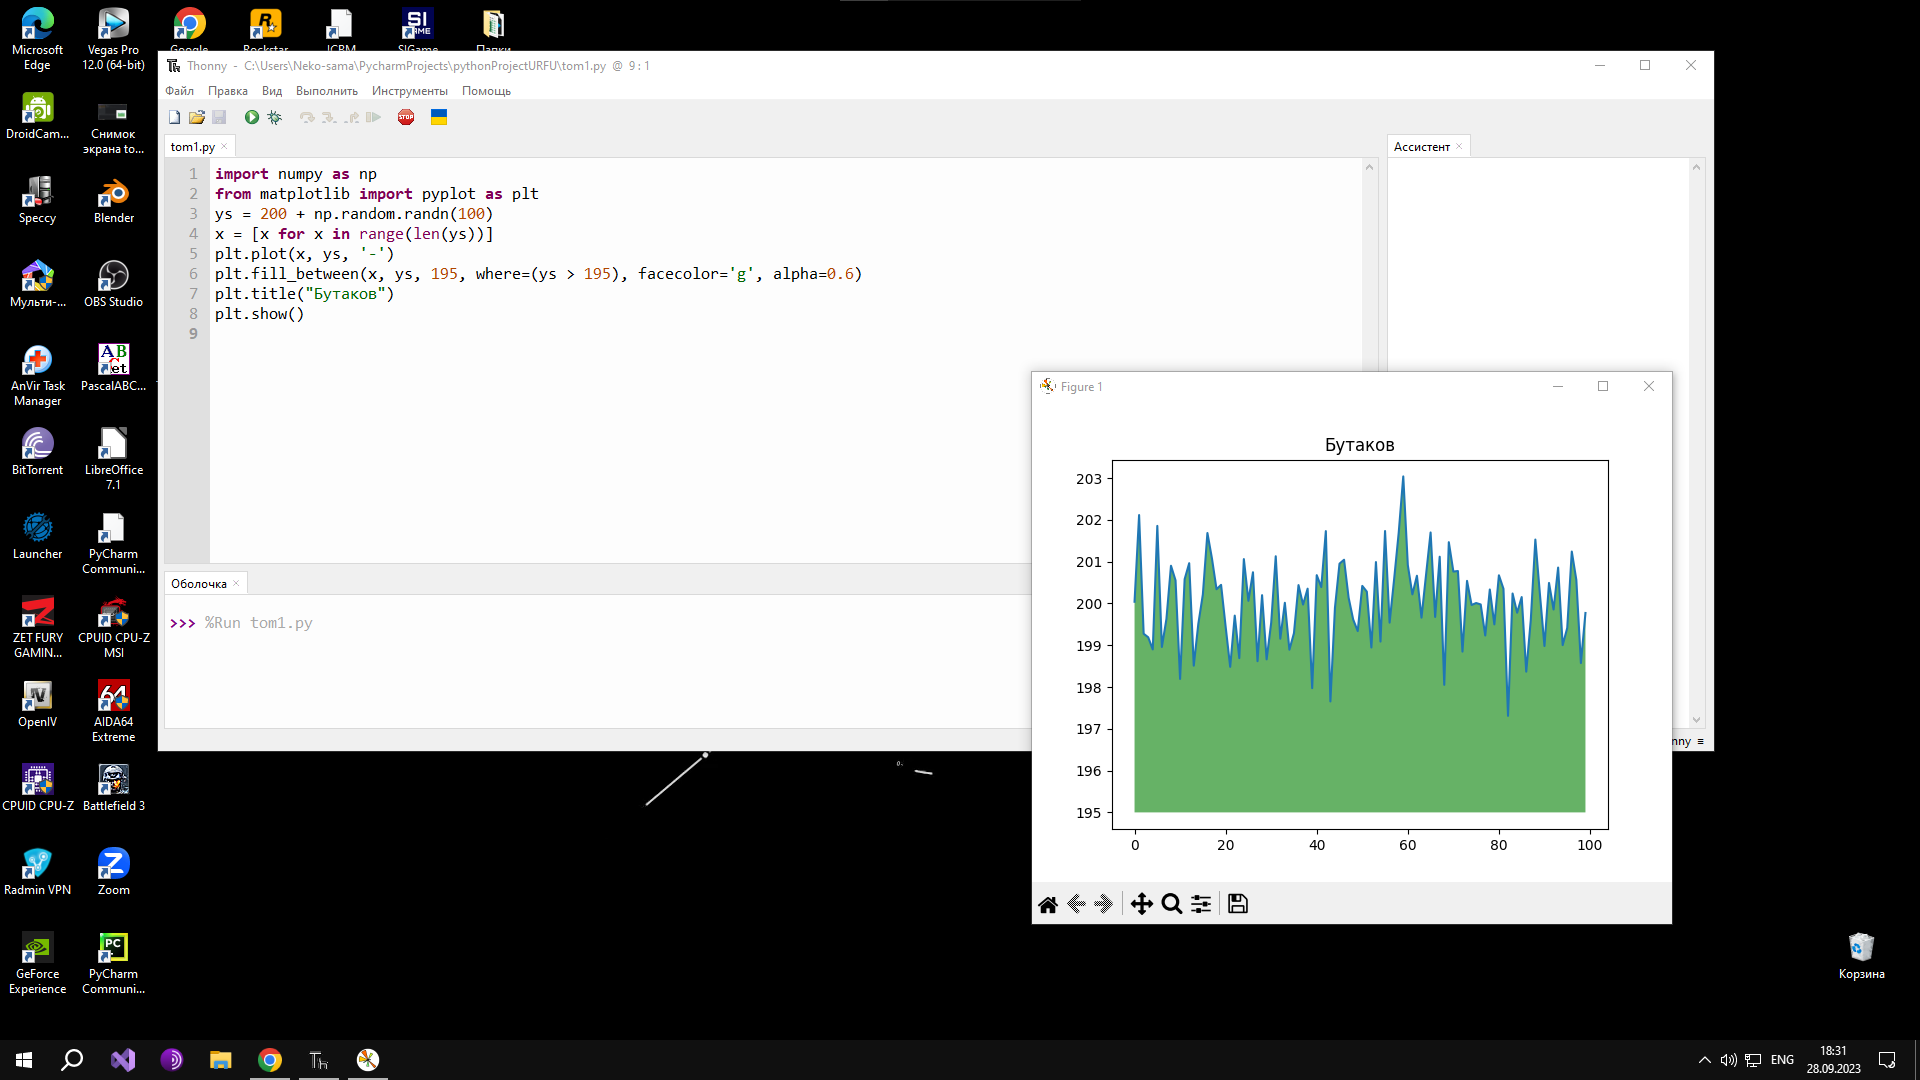 Microsoft Edge
Vegas Pro 12.0 (64-bit)
Google
Rockstar
ICBM
SIGame
Папки
DroidCam...
Снимок экрана to...
Speccy
Blender
Мульти-...
OBS Studio
AnVir Task Manager
PascalABC...
BitTorrent
LibreOffice 7.1
Launcher
PyCharm Communi...
ZET FURY GAMIN...
CPUID CPU-Z MSI
OpenIV
AIDA64 Extreme
CPUID CPU-Z
Battlefield 3
Radmin VPN
Zoom
GeForce Experience
PyCharm Communi...
Корзина
Thonny - C:\Users\Neko-sama\PycharmProjects\pythonProjectURFU\tom1.py @ 9 : 1
Файл Правка Вид Выполнить Инструменты Помощь
STOP
tom1.py ×
1 import numpy as np
2 from matplotlib import pyplot as plt
3 ys = 200 + np.random.randn(100)
4 x = [x for x in range(len(ys))]
5 plt.plot(x, ys, '-')
6 plt.fill_between(x, ys, 195, where=(ys > 195), facecolor='g', alpha=0.6)
7 plt.title("Бутаков")
8 plt.show()
9
Ассистент ×
Оболочка ×
>>> %Run tom1.py
nny ≡
Figure 1
Бутаков
203
202
201
200
199
198
197
196
195
0 20 40 60 80 100
ENG
18:31
28.09.2023